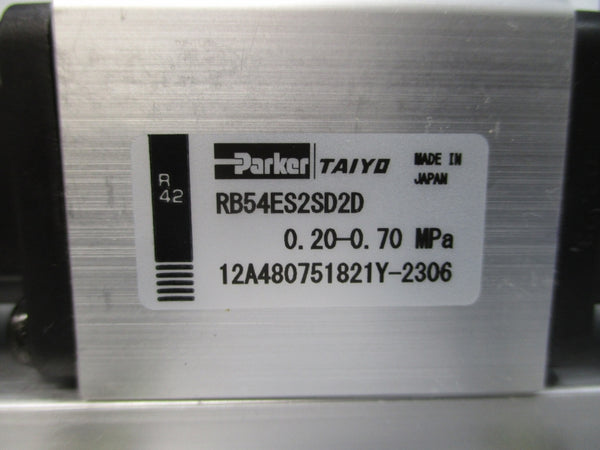 R
42
Parker TAIYO MADE IN
JAPAN
RB54ES2SD2D
0.20-0.70 MPa
12A480751821Y-2306